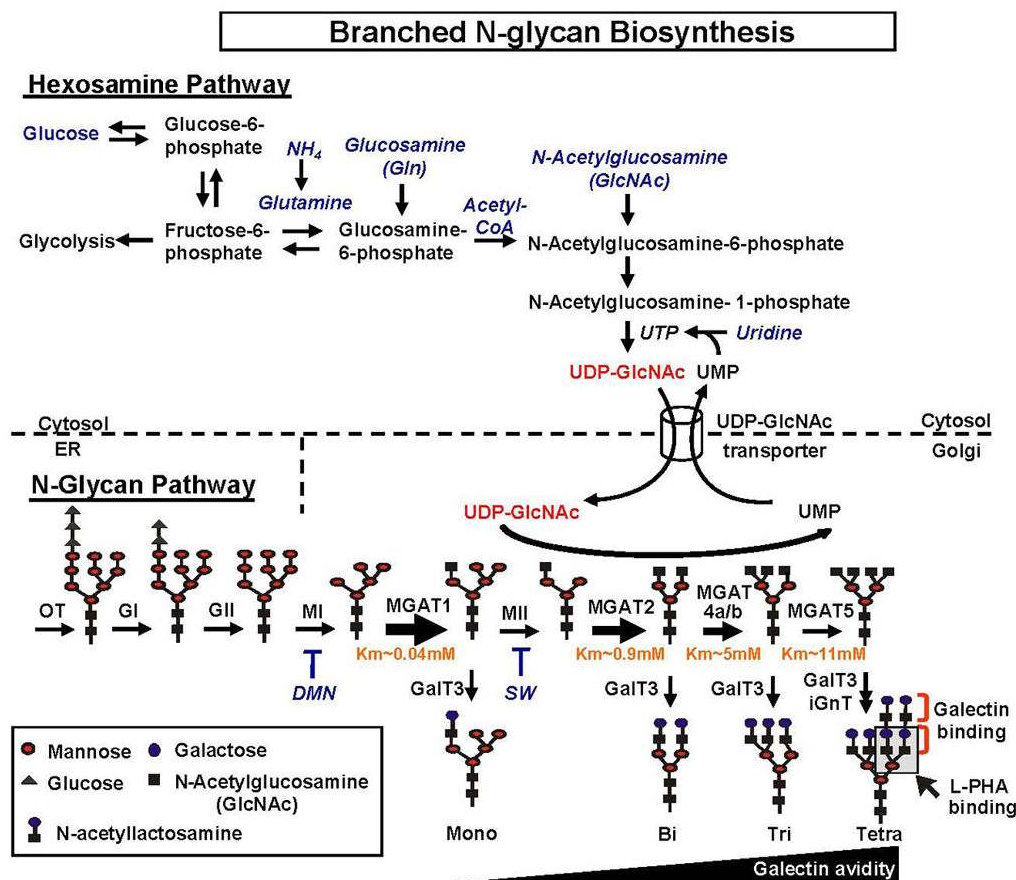 Branched N-glycan Biosynthesis
Hexosamine Pathway
Glucose
Glucose-6-
phosphate
NH4
Glutamine
Glucosamine
(Gln)
N-Acetylglucosamine
(GlcNAc)
Acetyl-
CoA
Glycolysis
Fructose-6-
phosphate
Glucosamine-
6-phosphate
N-Acetylglucosamine-6-phosphate
N-Acetylglucosamine- 1-phosphate
UTP
Uridine
UDP-GlcNAc
UMP
Cytosol
ER
UDP-GlcNAc
transporter
Cytosol
Golgi
N-Glycan Pathway
UDP-GlcNAc
UMP
OT
GI
GII
MI
MGAT1
MII
MGAT2
MGAT
4a/b
MGAT5
Km~0.04mM
Km~0.9mM
Km~5mM
Km~11mM
DMN
SW
GalT3
GalT3
GalT3
GalT3
iGnT
Galectin
binding
L-PHA
binding
Mannose
Galactose
Glucose
N-Acetylglucosamine
(GlcNAc)
N-acetyllactosamine
Mono
Bi
Tri
Tetra
Galectin avidity